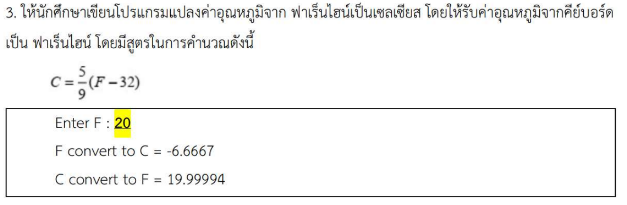 3. ให้นักศึกษาเขียนโปรแกรมแปลงค่าอุณหภูมิจาก ฟาเร็นไฮน์เป็นเซลเซียส โดยให้รับค่าอุณหภูมิจากคีย์บอร์ด
เป็น ฟาเร็นไฮน์ โดยมีสูตรในการคำนวณดังนี้
C = 5/9 (F − 32)
Enter F : 20
F convert to C = -6.6667
C convert to F = 19.99994